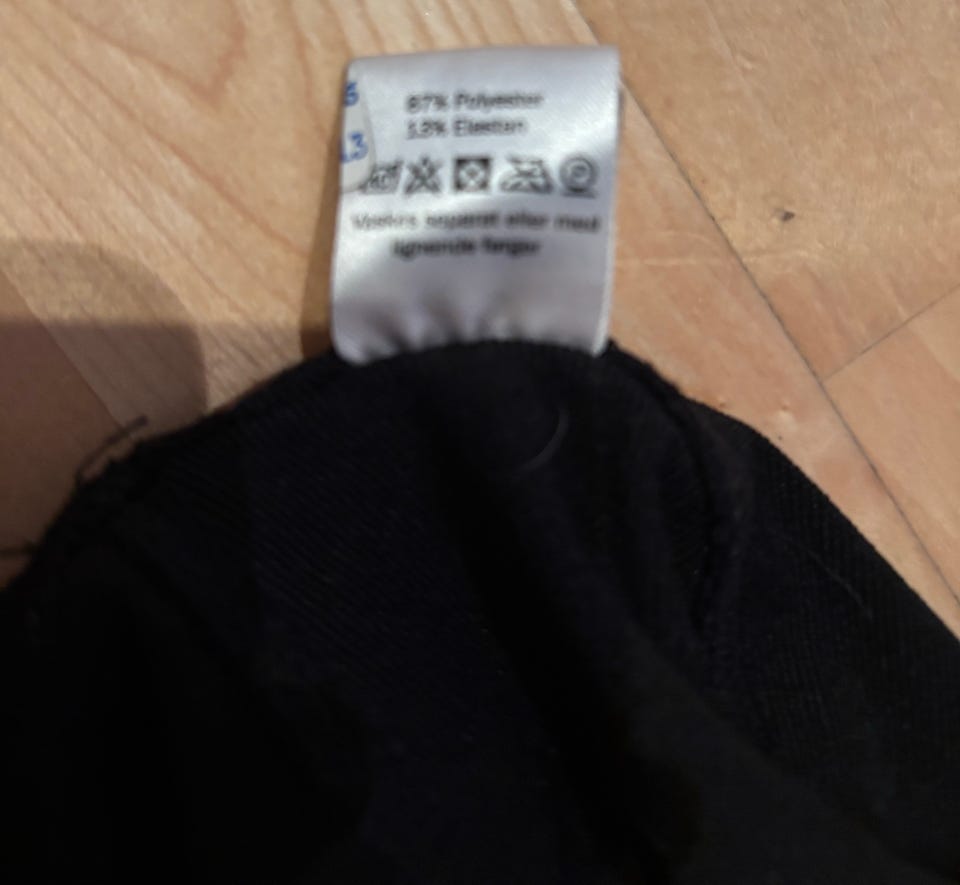 87% Polyester
13% Elastan
Vaskes separat eller med
lignende farger